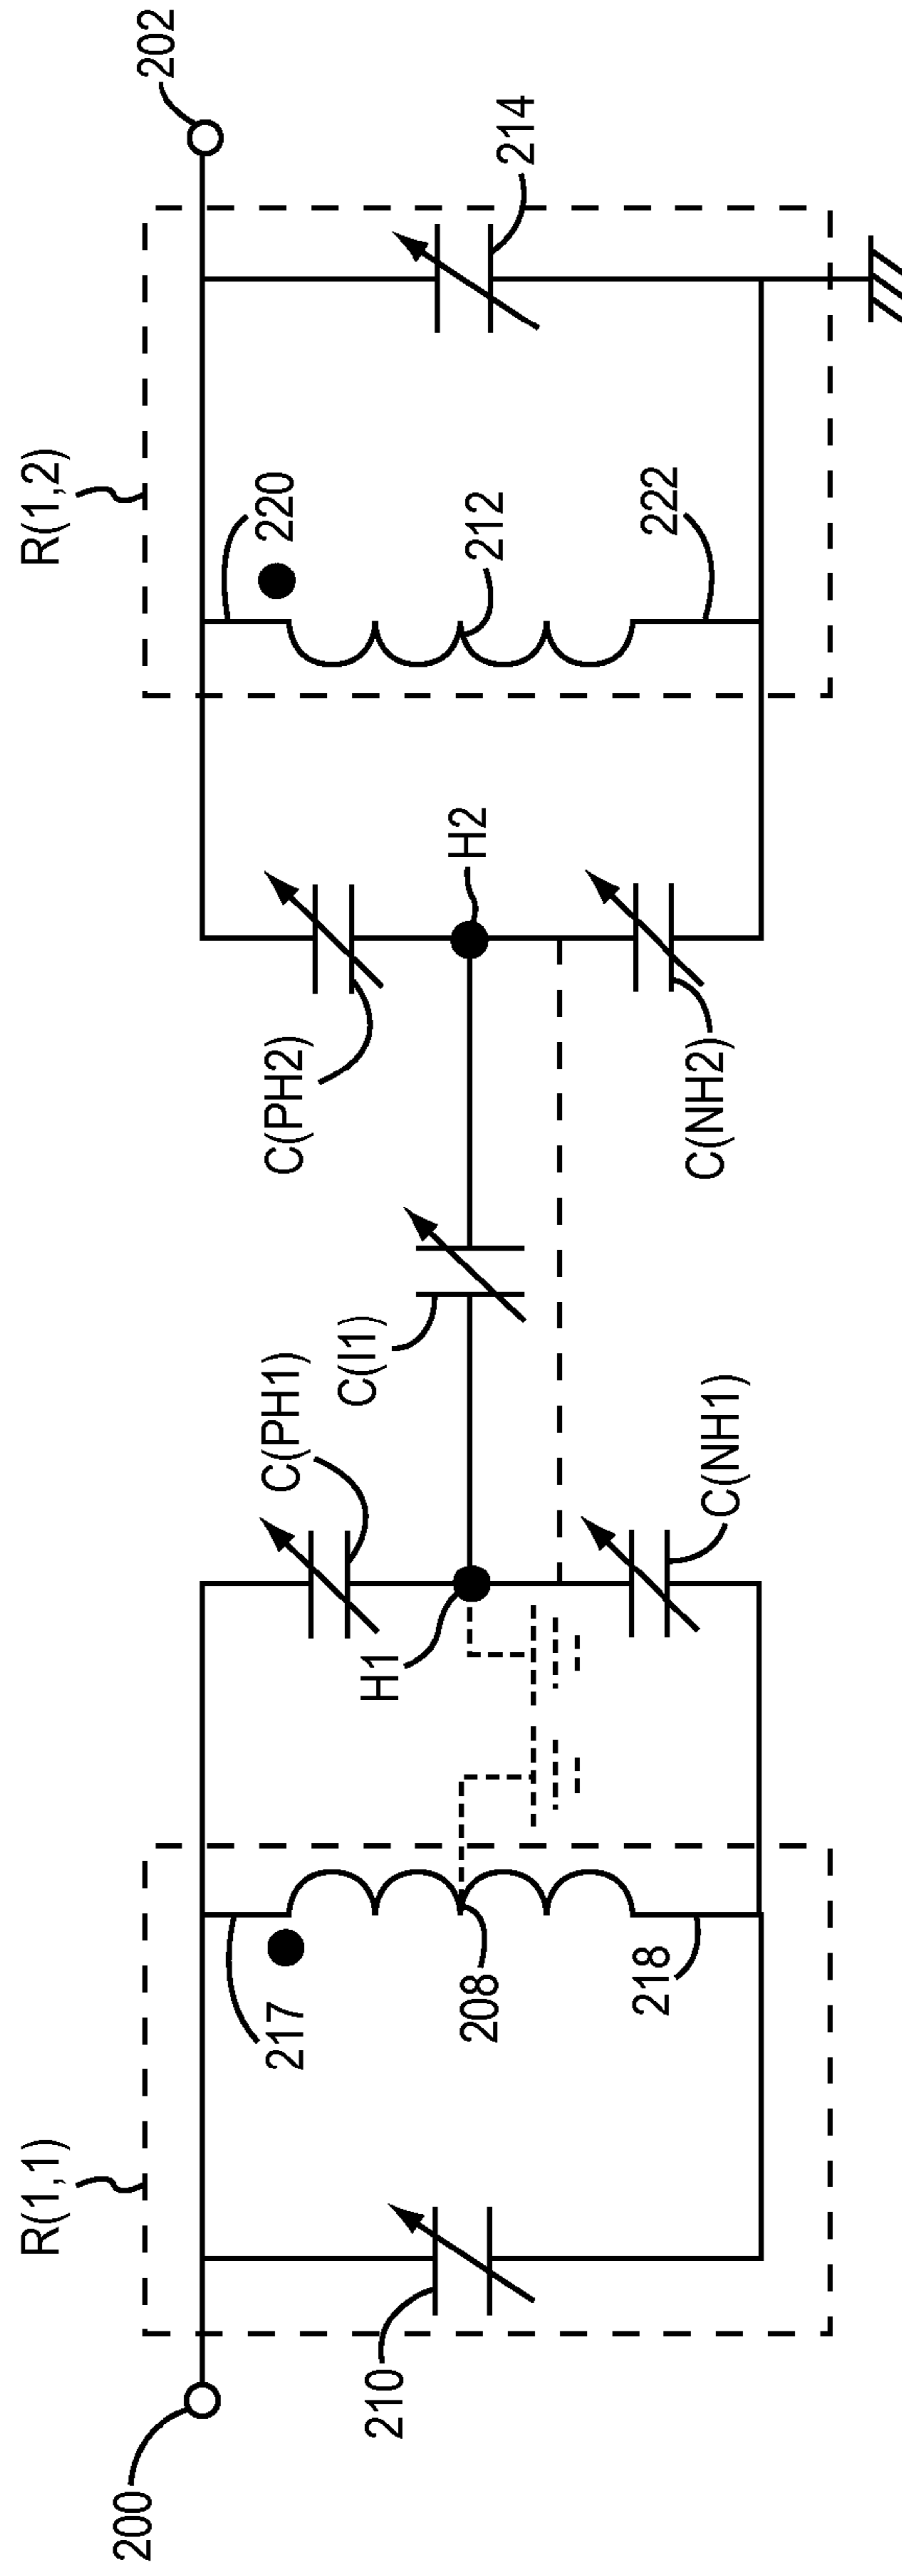 R(1,1)
R(1,2)
200
202
210
217
208
218
H1
C(PH1)
C(I1)
C(NH1)
C(PH2)
H2
C(NH2)
220
212
222
214